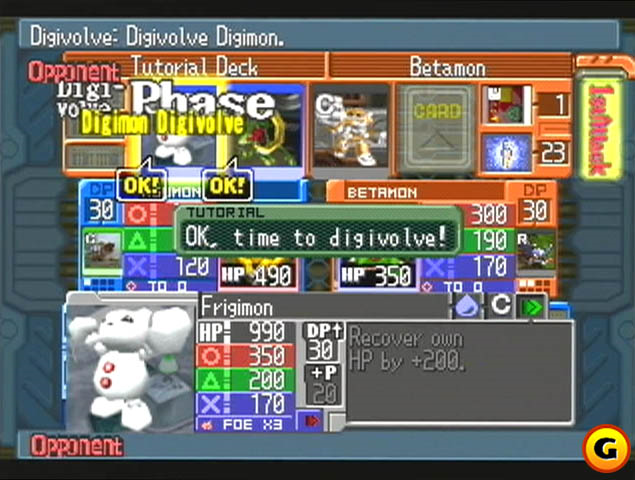 Digivolve: Digivolve Digimon.
Opponent Tutorial Deck Betamon
Digi-volve Phase
Digimon Digivolve
1stAttack
CARD
1
23
OK! OK!
DP BETAMON DP
30 300 30
TUTORIAL
OK, time to digivolve!
190
120 HP 490 HP 350 170
TO 0 TO 0
Frigimon C
HP 990 DP↑
350 30
200 +P
170 20
FOE X3
Recover own
HP by +200.
Opponent
G